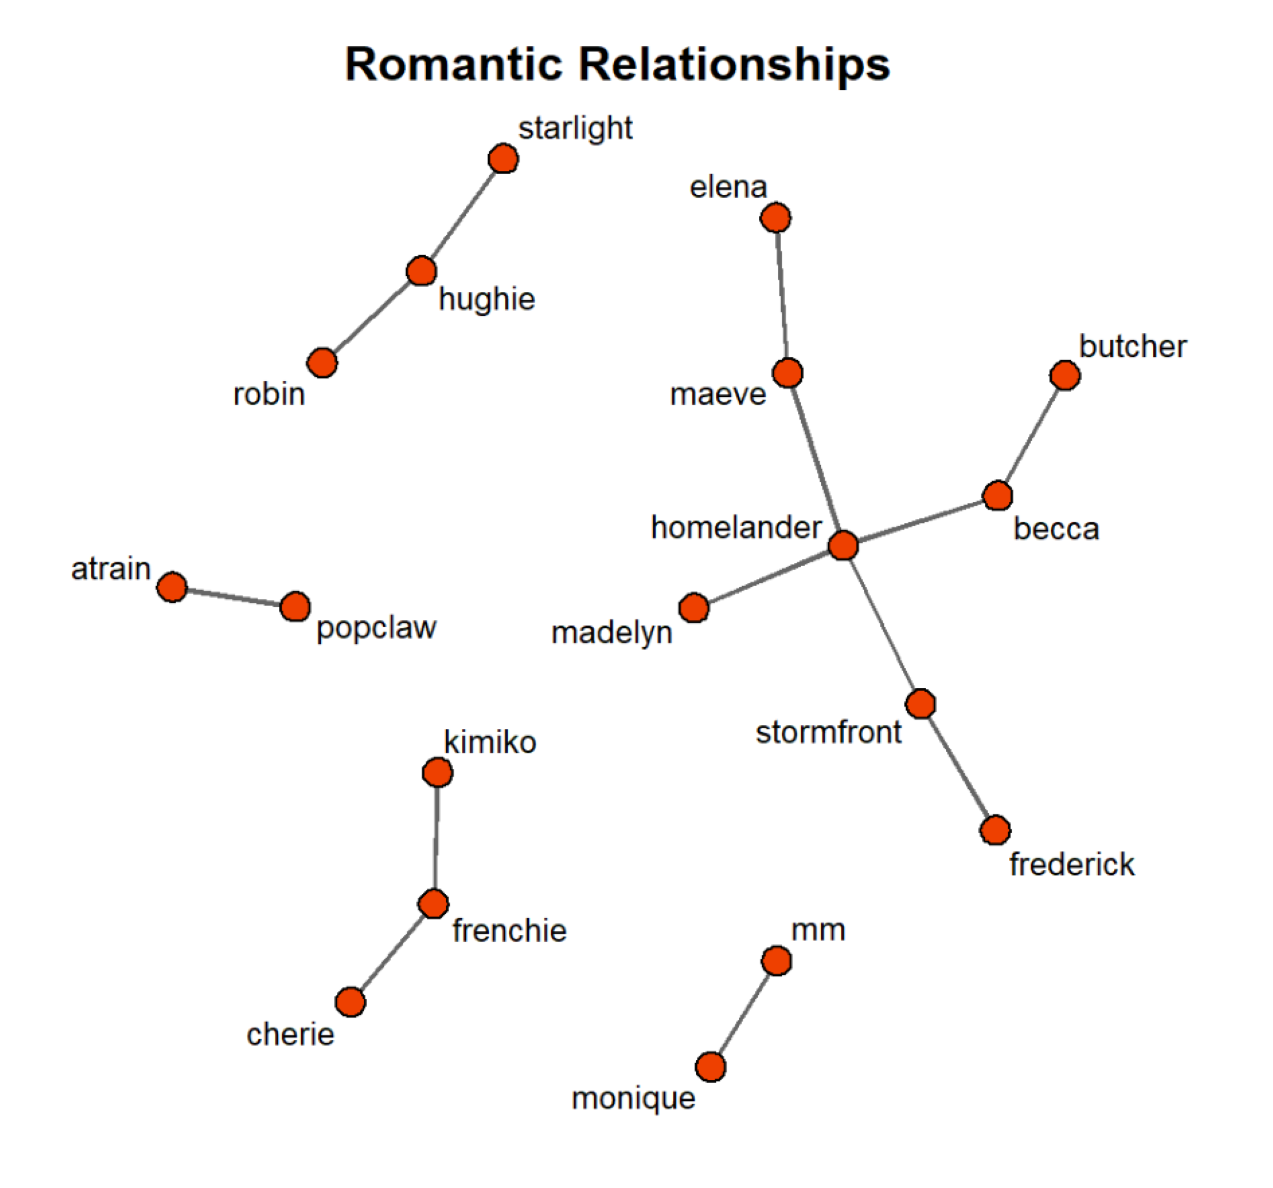 Romantic Relationships
starlight
elena
hughie
butcher
robin
maeve
homelander
becca
atrain
popclaw
madelyn
stormfront
kimiko
frederick
frenchie
mm
cherie
monique